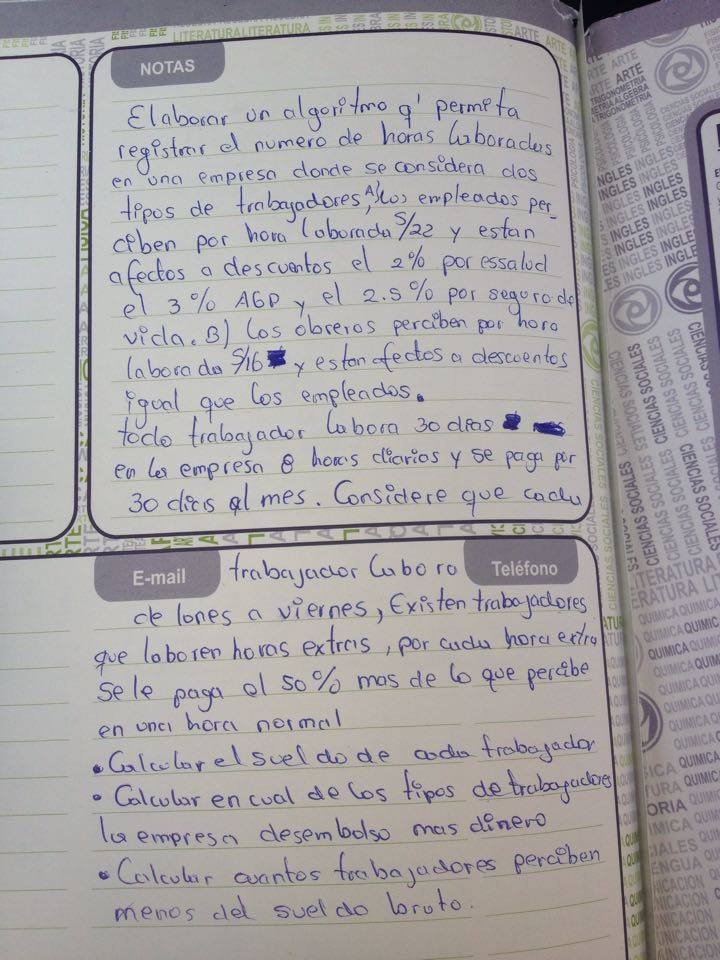 LITERATURA LITERATURA
ARTE ARTE
NOTAS
Elaborar un algoritmo q' permita
registrar el numero de horas laboradas
en una empresa donde se considera dos
tipos de trabajadores, A) los empleados per_
ciben por hora laborada S/22 y estan
afectos a descuentos el 2% por essalud
el 3% AGP y el 2.5% por seguro de
vida. B) los obreros perciben por hora
laborada S/16 y estan afectos a descuentos
igual que los empleados.
todo trabajador labora 30 dias
en la empresa 8 horas diarios y se paga por
30 dias al mes. Considere que cada
E-mail trabajador laboro Teléfono
de lones a viernes, Existen trabajadores
que laboren horas extras, por cada hora extra
se le paga el 50% mas de lo que percibe
en una hora normal
• Calcular el sueldo de cada trabajador
• Calcular en cual de los tipos de trabajadores
la empresa desembolso mas dinero
• Calcular cuantos trabajadores perciben
menos del sueldo bruto.
TRIGONOMETRIA
INGLES INGLES INGLES
CIENCIAS SOCIALES
LITERATURA
QUIMICA QUIMICA